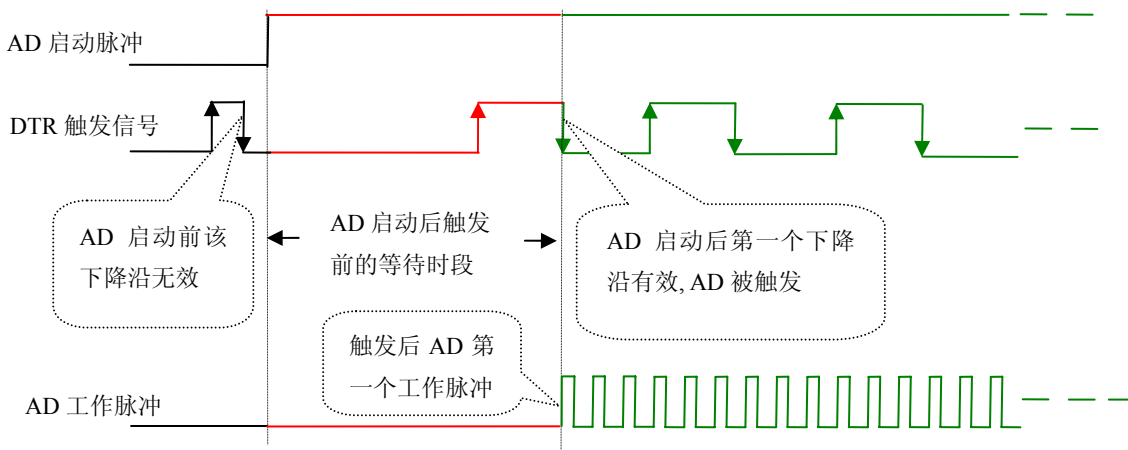 AD 启动脉冲
DTR 触发信号
AD 启动前该
下降沿无效
AD 启动后触发
前的等待时段
AD 启动后第一个下降
沿有效, AD 被触发
触发后 AD 第
一个工作脉冲
AD 工作脉冲